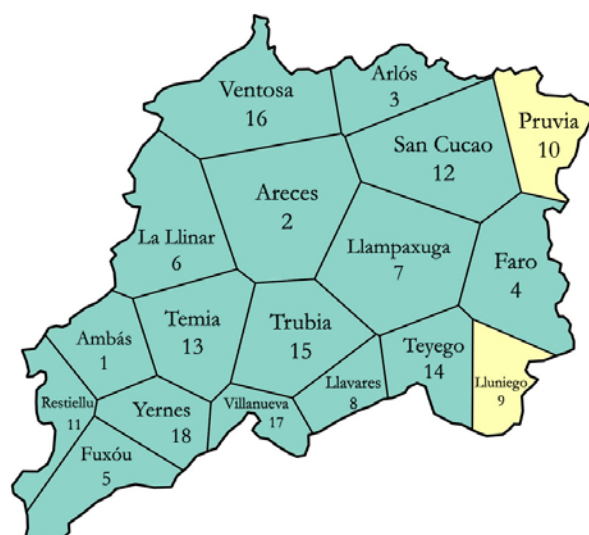 Arlós
3
Ventosa
16
Pruvia
10
San Cucao
12
Areces
2
La Llinar
6
Llampaxuga
7
Faro
4
Ambás
1
Temia
13
Trubia
15
Teyego
14
Lluniego
9
Llavares
8
Restiellu
11
Yernes
18
Villanueva
17
Fuxóu
5